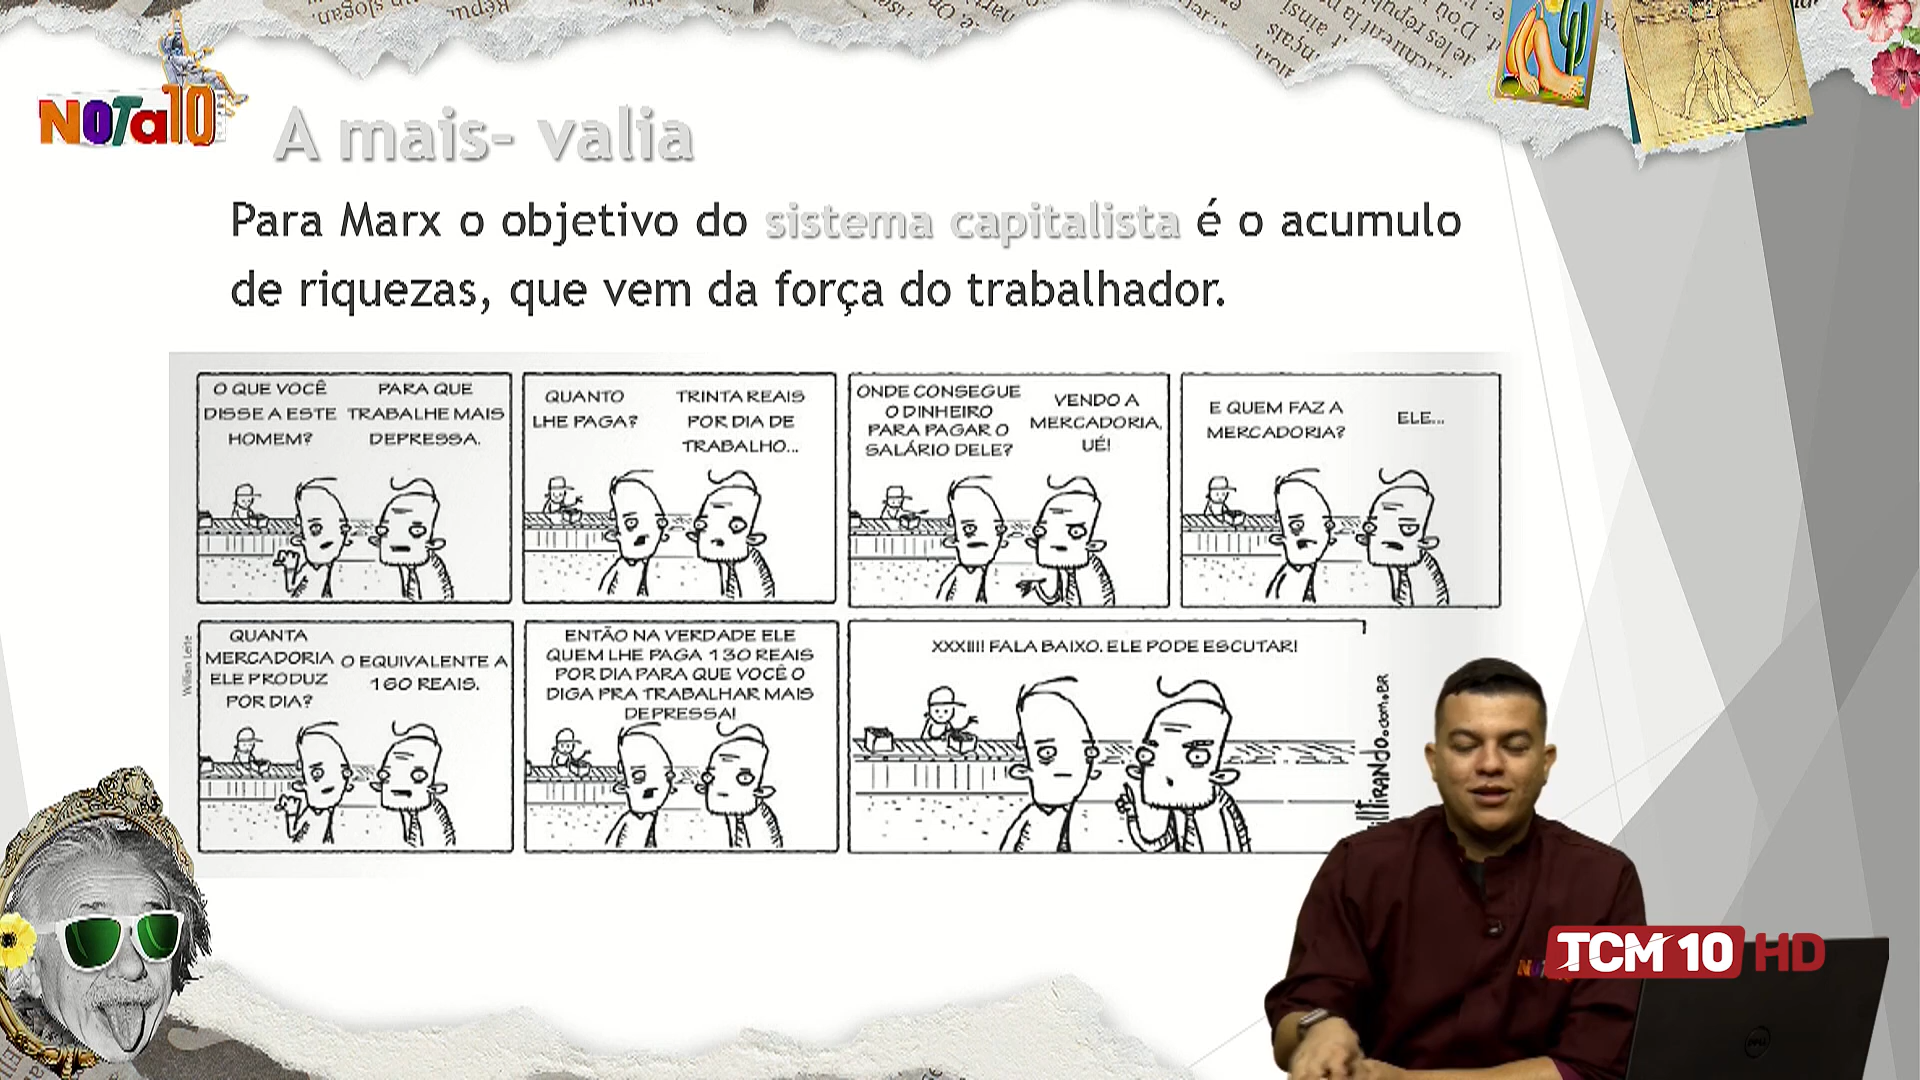 NOTa10
A mais- valia
Para Marx o objetivo do sistema capitalista é o acumulo
de riquezas, que vem da força do trabalhador.
O QUE VOCÊ
DISSE A ESTE
HOMEM?
PARA QUE
TRABALHE MAIS
DEPRESSA.
QUANTO
LHE PAGA?
TRINTA REAIS
POR DIA DE
TRABALHO...
ONDE CONSEGUE
O DINHEIRO
PARA PAGAR O
SALÁRIO DELE?
VENDO A
MERCADORIA,
UÉ!
E QUEM FAZ A
MERCADORIA?
ELE...
QUANTA
MERCADORIA
ELE PRODUZ
POR DIA?
O EQUIVALENTE A
160 REAIS.
ENTÃO NA VERDADE ELE
QUEM LHE PAGA 130 REAIS
POR DIA PARA QUE VOCÊ O
DIGA PRA TRABALHAR MAIS
DEPRESSA!
XXXIIII! FALA BAIXO. ELE PODE ESCUTAR!
Willian Leite
TCM 10 HD
DELL